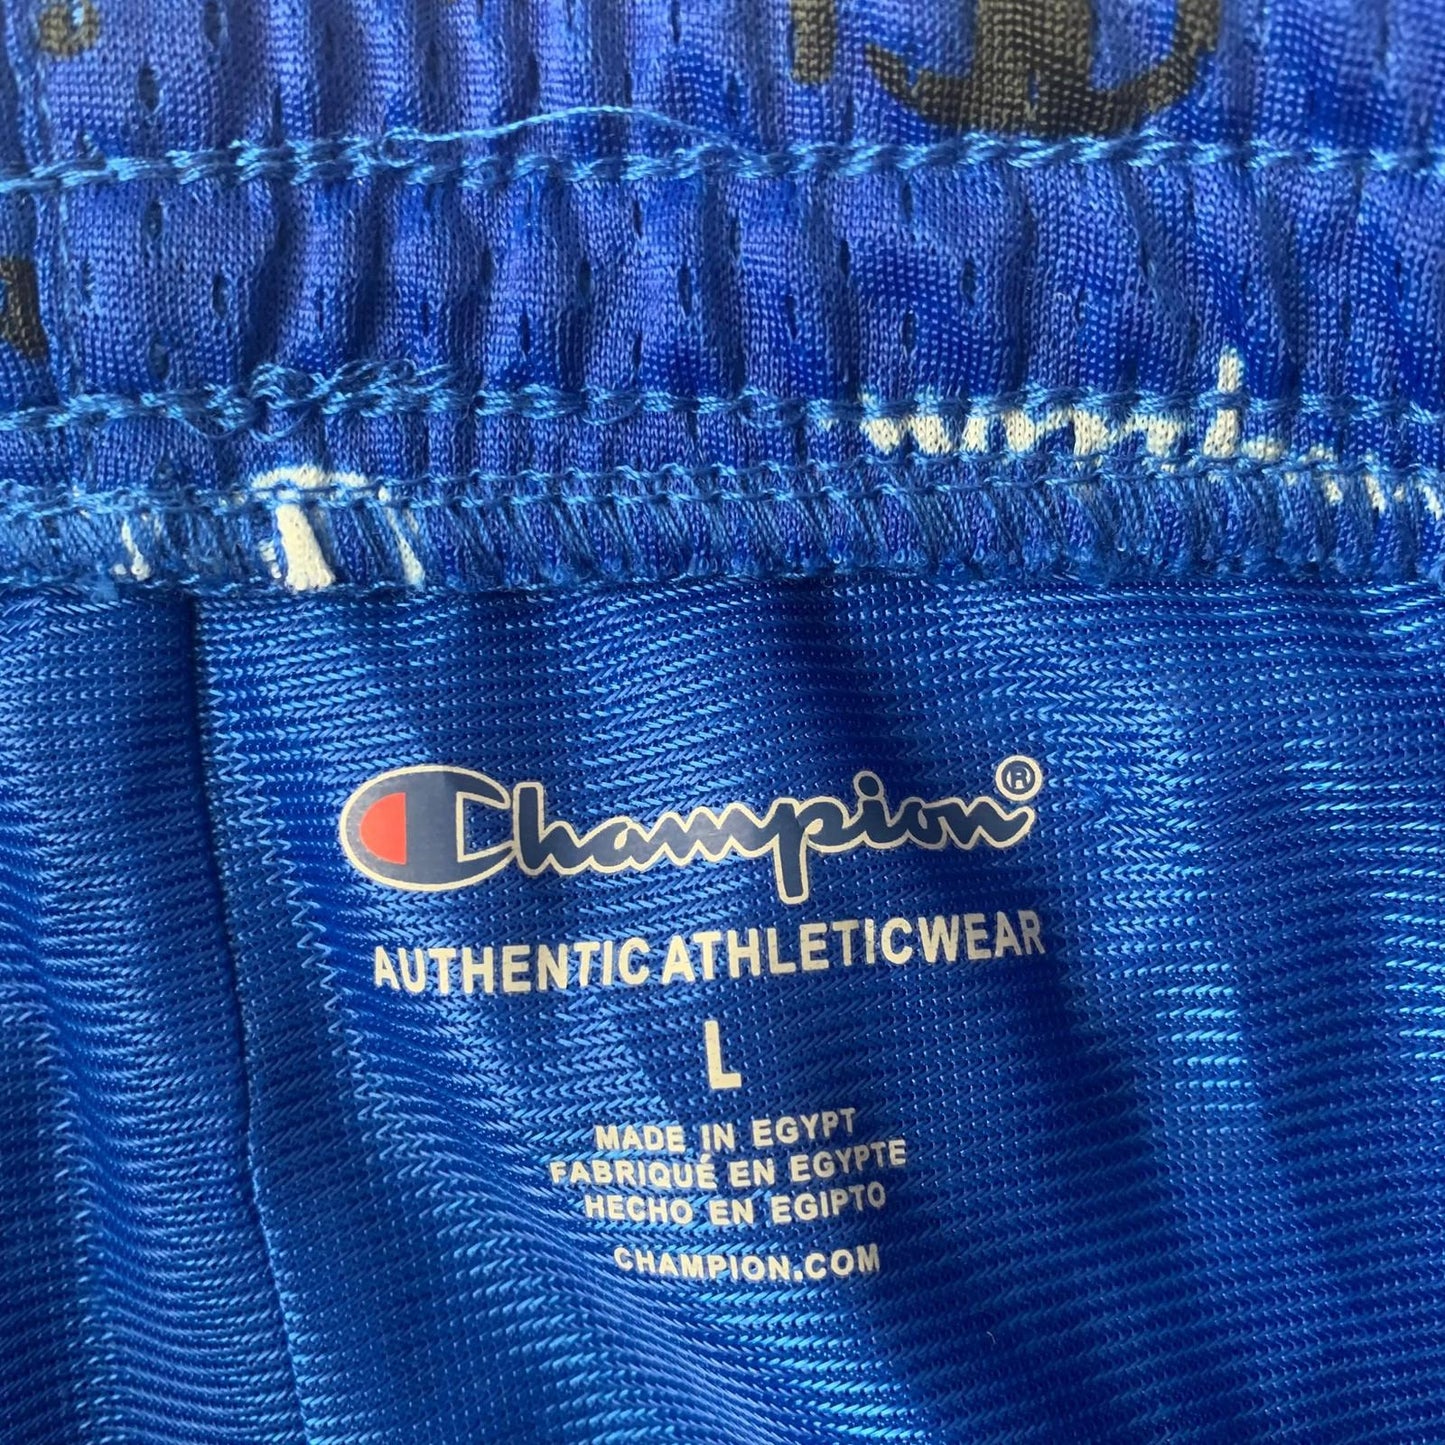 Champion®
AUTHENTIC ATHLETICWEAR
L
MADE IN EGYPT
FABRIQUÉ EN EGYPTE
HECHO EN EGIPTO
CHAMPION.COM